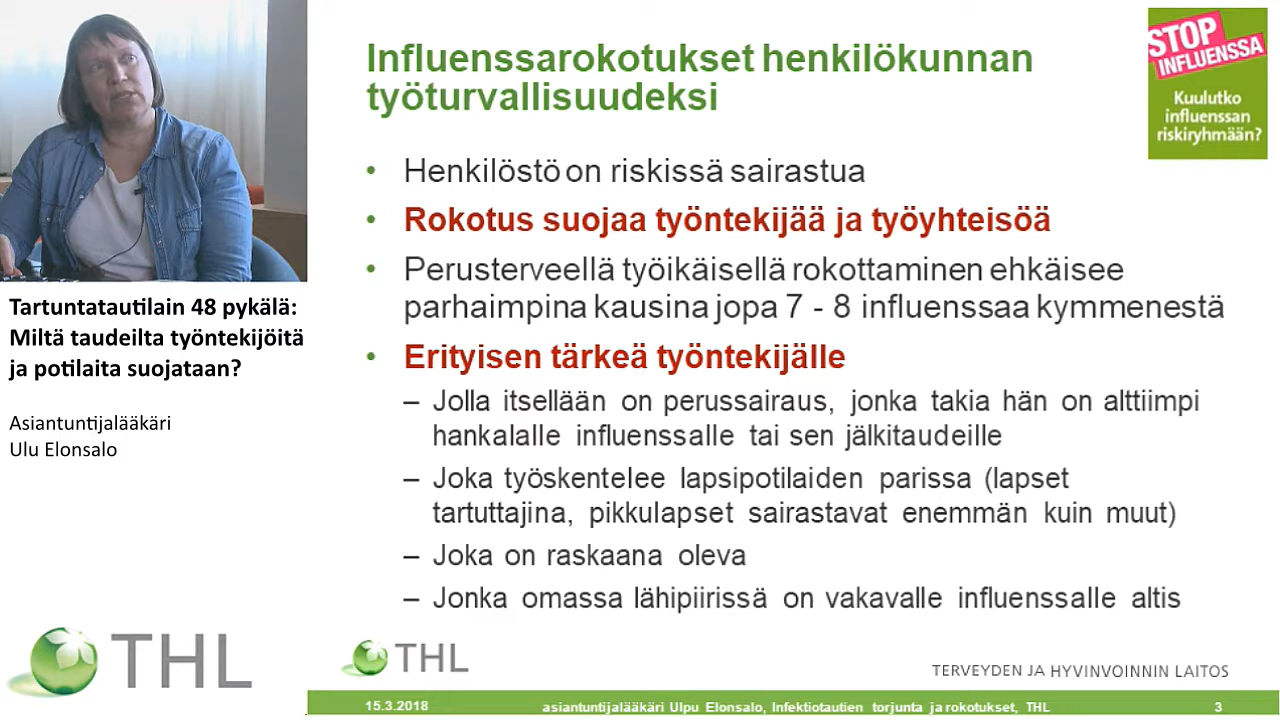 Influenssarokotukset henkilökunnan
työturvallisuudeksi
STOP
INFLUENSSA
Kuulutko
influenssan
riskiryhmään?
• Henkilöstö on riskissä sairastua
• Rokotus suojaa työntekijää ja työyhteisöä
• Perusterveellä työikäisellä rokottaminen ehkäisee
parhaimpina kausina jopa 7 - 8 influenssaa kymmenestä
• Erityisen tärkeä työntekijälle
– Jolla itsellään on perussairaus, jonka takia hän on alttiimpi
hankalalle influenssalle tai sen jälkitaudeille
– Joka työskentelee lapsipotilaiden parissa (lapset
tartuttajina, pikkulapset sairastavat enemmän kuin muut)
– Joka on raskaana oleva
– Jonka omassa lähipiirissä on vakavalle influenssalle altis
Tartuntatautilain 48 pykälä:
Miltä taudeilta työntekijöitä
ja potilaita suojataan?
Asiantuntijalääkäri
Ulu Elonsalo
THL
THL
TERVEYDEN JA HYVINVOINNIN LAITOS
15.3.2018
asiantuntijalääkäri Ulpu Elonsalo, Infektiotautien torjunta ja rokotukset, THL
3